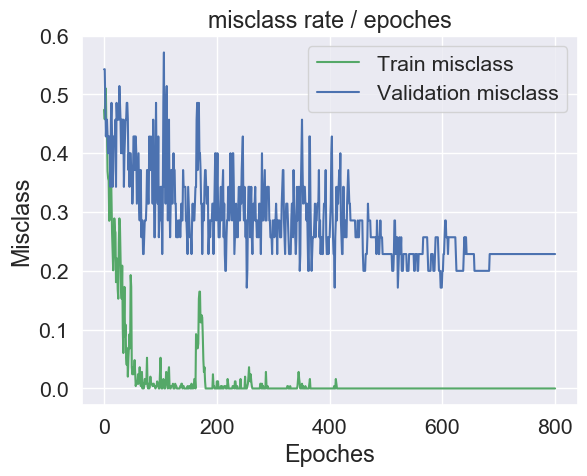 misclass rate / epoches
Train misclass
Validation misclass
Misclass
0.6
0.5
0.4
0.3
0.2
0.1
0.0
0 200 400 600 800
Epoches